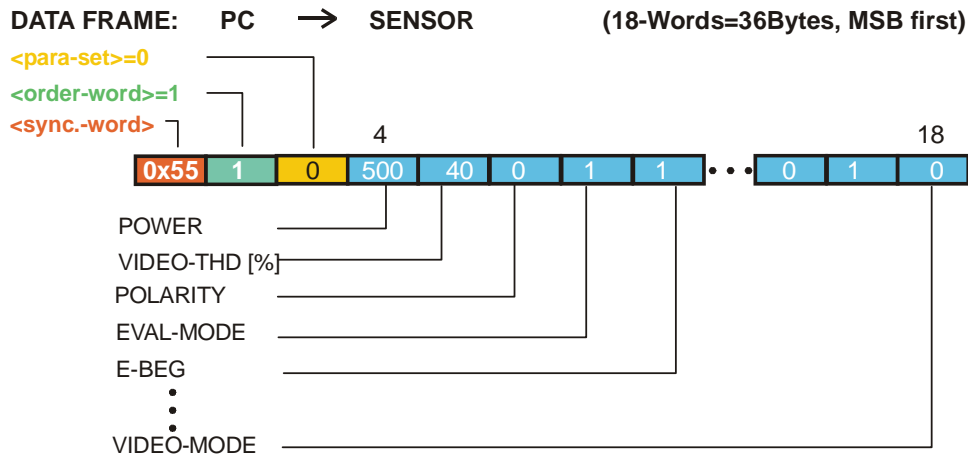 DATA FRAME: PC → SENSOR (18-Words=36Bytes, MSB first)
<para-set>=0
<order-word>=1
<sync.-word>
4 18
0x55 1 0 500 40 0 1 1 ••• 0 1 0
POWER
VIDEO-THD [%]
POLARITY
EVAL-MODE
E-BEG
VIDEO-MODE